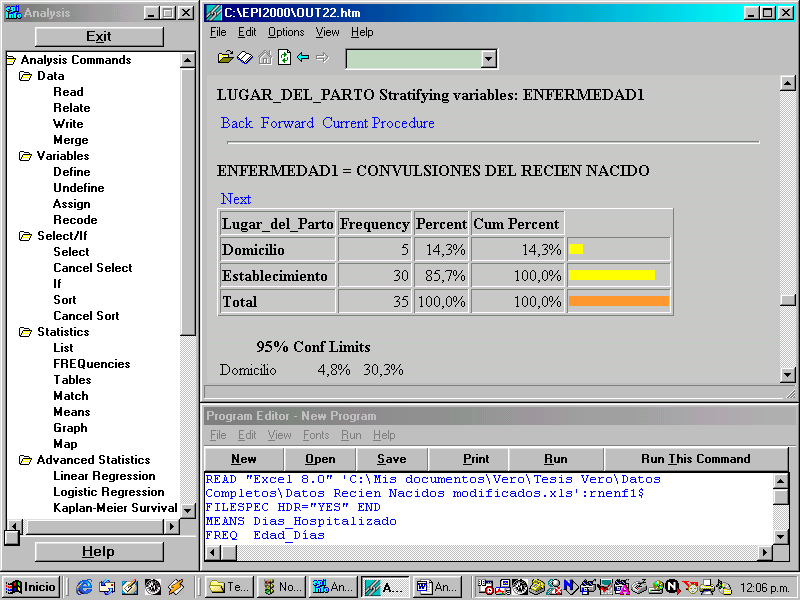 Analysis
Exit
Analysis Commands
Data
Read
Relate
Write
Merge
Variables
Define
Undefine
Assign
Recode
Select/If
Select
Cancel Select
If
Sort
Cancel Sort
Statistics
List
FREQuencies
Tables
Match
Means
Graph
Map
Advanced Statistics
Linear Regression
Logistic Regression
Kaplan-Meier Survival
Help
C:\EPI2000\OUT22.htm
File Edit Options View Help
LUGAR_DEL_PARTO Stratifying variables: ENFERMEDAD1
Back Forward Current Procedure
ENFERMEDAD1 = CONVULSIONES DEL RECIEN NACIDO
Next
Lugar_del_Parto Frequency Percent Cum Percent
Domicilio 5 14,3% 14,3%
Establecimiento 30 85,7% 100,0%
Total 35 100,0% 100,0%
95% Conf Limits
Domicilio 4,8% 30,3%
Program Editor - New Program
File Edit View Fonts Run Help
New Open Save Print Run Run This Command
READ "Excel 8.0" 'C:\Mis documentos\Vero\Tesis Vero\Datos
Completos\Datos Recien Nacidos modificados.xls':rnenf1$
FILESPEC HDR="YES" END
MEANS Dias_Hospitalizado
FREQ Edad_Días
Inicio Te... No... An... A... An... 12:06 p.m.